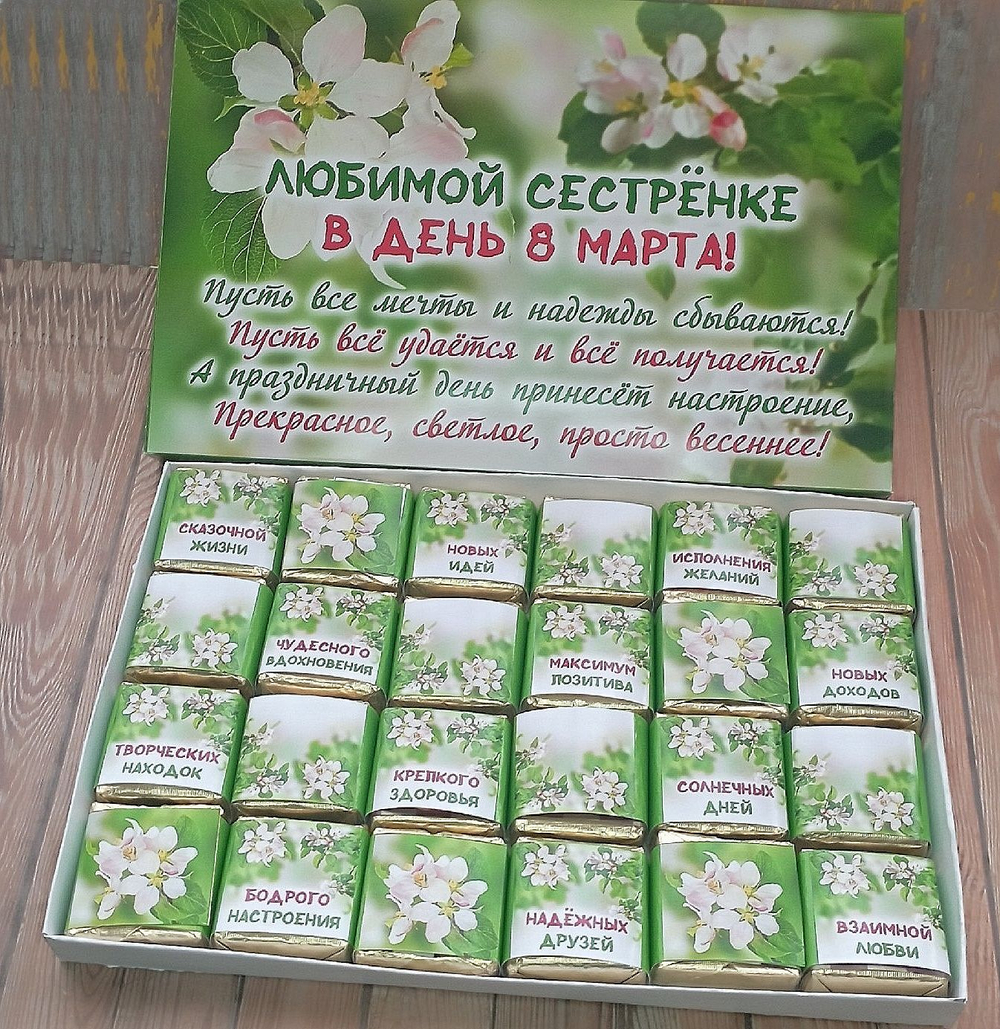 ЛЮБИМОЙ СЕСТРЁНКЕ
В ДЕНЬ 8 МАРТА!
Пусть все мечты и надежды сбываются!
Пусть всё удаётся и всё получается!
А праздничный день принесёт настроение,
Прекрасное, светлое, просто весеннее!
СКАЗОЧНОЙ
ЖИЗНИ
НОВЫХ
ИДЕЙ
ИСПОЛНЕНИЯ
ЖЕЛАНИЙ
ЧУДЕСНОГО
ВДОХНОВЕНИЯ
МАКСИМУМ
ПОЗИТИВА
НОВЫХ
ДОХОДОВ
ТВОРЧЕСКИХ
НАХОДОК
КРЕПКОГО
ЗДОРОВЬЯ
СОЛНЕЧНЫХ
ДНЕЙ
БОДРОГО
НАСТРОЕНИЯ
НАДЁЖНЫХ
ДРУЗЕЙ
ВЗАИМНОЙ
ЛЮБВИ